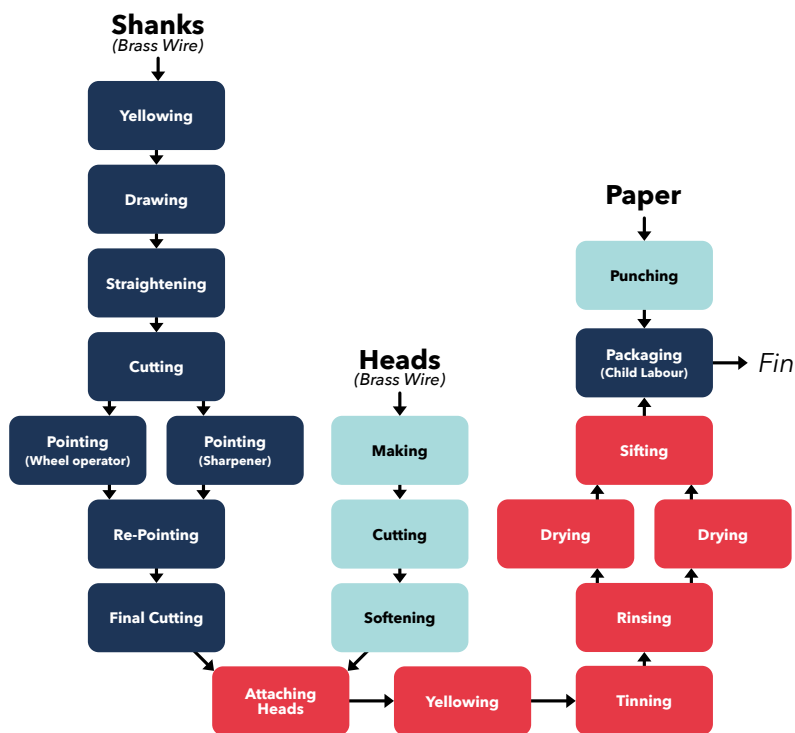 Shanks
(Brass Wire)
Yellowing
Drawing
Straightening
Cutting
Pointing
(Wheel operator)
Pointing
(Sharpener)
Re-Pointing
Final Cutting
Heads
(Brass Wire)
Making
Cutting
Softening
Attaching
Heads
Yellowing
Tinning
Rinsing
Drying
Drying
Sifting
Paper
Punching
Packaging
(Child Labour)
Fin